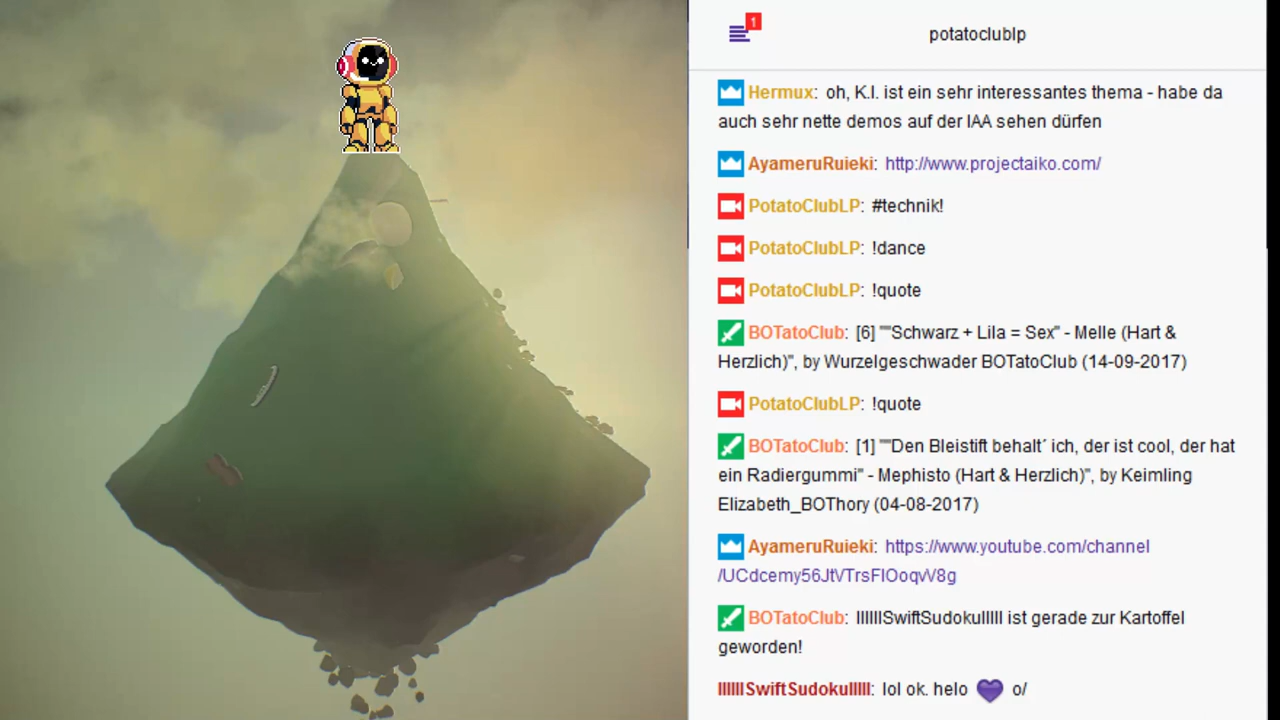 1
potatoclublp
Hermux: oh, K.I. ist ein sehr interessantes thema - habe da
auch sehr nette demos auf der IAA sehen dürfen
AyameruRuieki: http://www.projectaiko.com/
PotatoClubLP: #technik!
PotatoClubLP: !dance
PotatoClubLP: !quote
BOTatoClub: [6] ""Schwarz + Lila = Sex" - Melle (Hart &
Herzlich)", by Wurzelgeschwader BOTatoClub (14-09-2017)
PotatoClubLP: !quote
BOTatoClub: [1] ""Den Bleistift behalt´ ich, der ist cool, der hat
ein Radiergummi" - Mephisto (Hart & Herzlich)", by Keimling
Elizabeth_BOThory (04-08-2017)
AyameruRuieki: https://www.youtube.com/channel
/UCdcemy56JtVTrsFIOoqvV8g
BOTatoClub: llllllSwiftSudokulllll ist gerade zur Kartoffel
geworden!
llllllSwiftSudokulllll: lol ok. helo 💜 o/